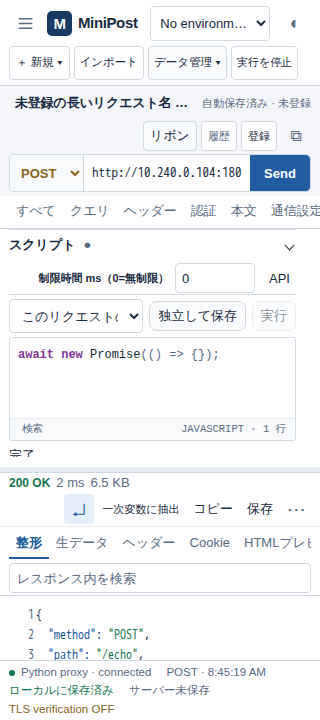 M MiniPost No environm…
+ 新規 ▾ インポート データ管理 ▾ 実行を停止
未登録の長いリクエスト名 … 自動保存済み · 未登録
リボン 履歴 登録
POST http://10.240.0.104:180 Send
すべて クエリ ヘッダー 認証 本文 通信設定
スクリプト ●
制限時間 ms（0=無制限） 0 API
このリクエストの 独立して保存 実行
await new Promise(() => {});
検索 JAVASCRIPT · 1 行
完了
200 OK 2 ms 6.5 KB
一次変数に抽出 コピー 保存 ···
整形 生データ ヘッダー Cookie HTMLプレビ
レスポンス内を検索
1 {
2 "method": "POST",
3 "path": "/echo",
Python proxy · connected POST · 8:45:19 AM
ローカルに保存済み サーバー未保存
TLS verification OFF